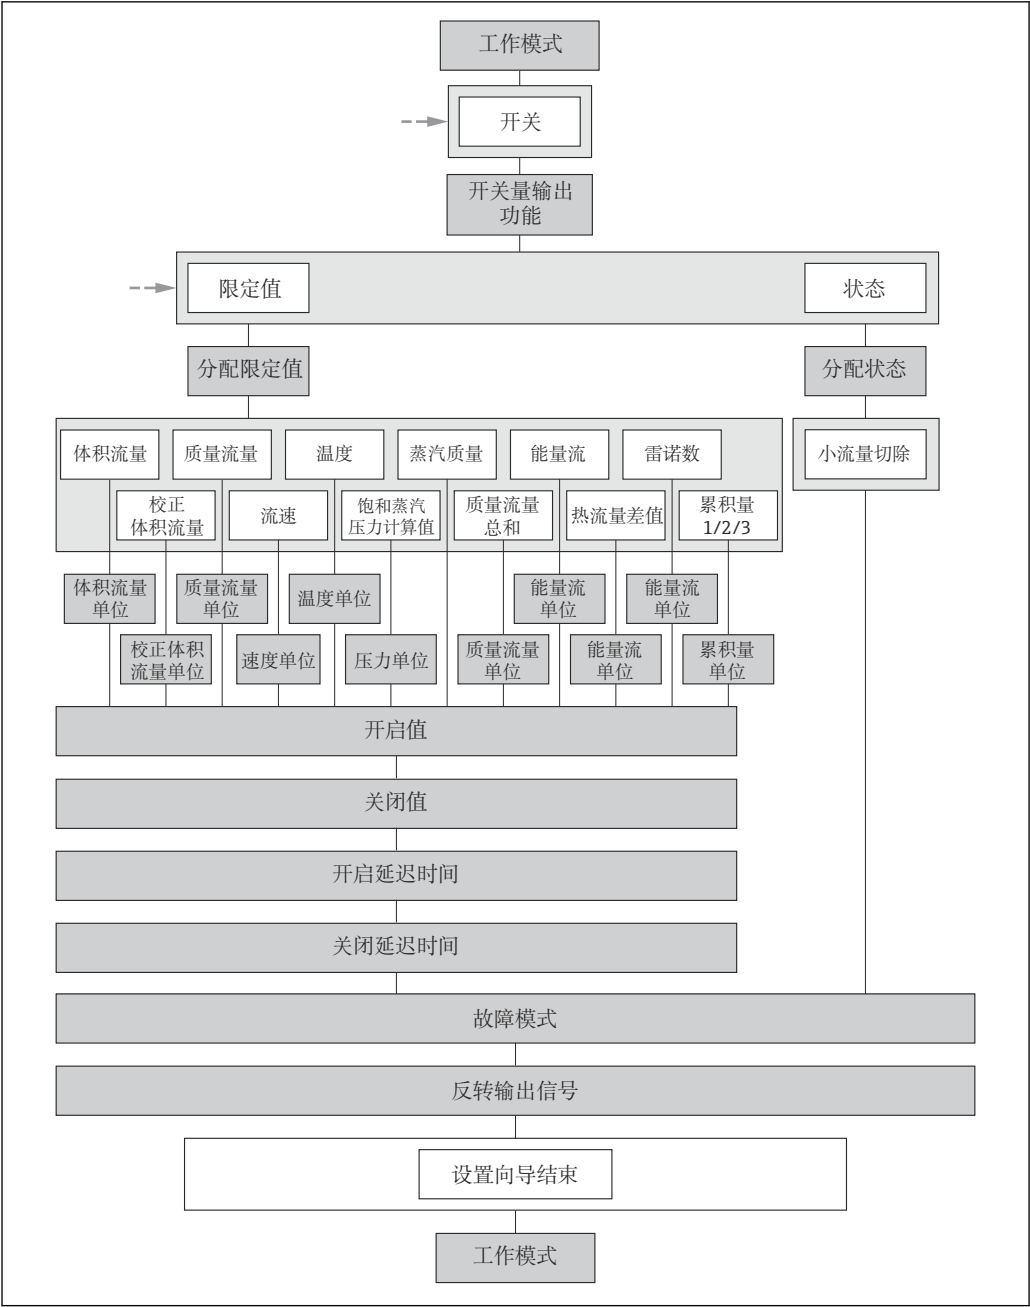 工作模式
开关
开关量输出
功能
限定值
状态
分配限定值
分配状态
体积流量
质量流量
温度
蒸汽质量
能量流
雷诺数
小流量切除
校正
体积流量
流速
饱和蒸汽
压力计算值
质量流量
总和
热流量差值
累积量
1/2/3
体积流量
单位
质量流量
单位
温度单位
能量流
单位
能量流
单位
校正体积
流量单位
速度单位
压力单位
质量流量
单位
能量流
单位
累积量
单位
开启值
关闭值
开启延迟时间
关闭延迟时间
故障模式
反转输出信号
设置向导结束
工作模式